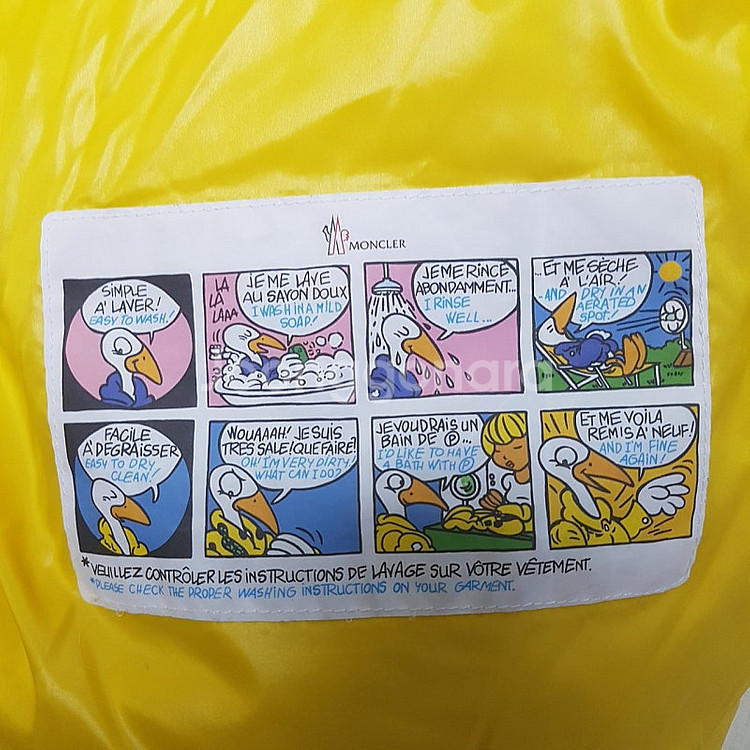 MONCLER
SIMPLE
A' LAVER!
EASY TO WASH!
LA
LÀ
LAAA
JE ME LAVE
AU SAVON DOUX
I WASH IN A MILD
SOAP!
JE ME RINCE
ABONDAMMENT...
I RINSE
WELL...
...ET ME SÈCHE
À L'AIR!
...AND DRY IN AN
AERATED
SPOT!
FACILE
A' DÉGRAISSER
EASY TO DRY
CLEAN!
WOUAAAH! JE SUIS
TRES SALE! QUE FAIRE?
OH! I'M VERY DIRTY!
WHAT CAN I DO?
JE VOUDRAIS UN
BAIN DE Ⓟ...
I'D LIKE TO HAVE
A BATH WITH Ⓟ
ET ME VOILA
REMIS A' NEUF!
AND I'M FINE
AGAIN!
*VEUILLEZ CONTRÔLER LES INSTRUCTIONS DE LAVAGE SUR VÔTRE VÊTEMENT.
*PLEASE CHECK THE PROPER WASHING INSTRUCTIONS ON YOUR GARMENT.